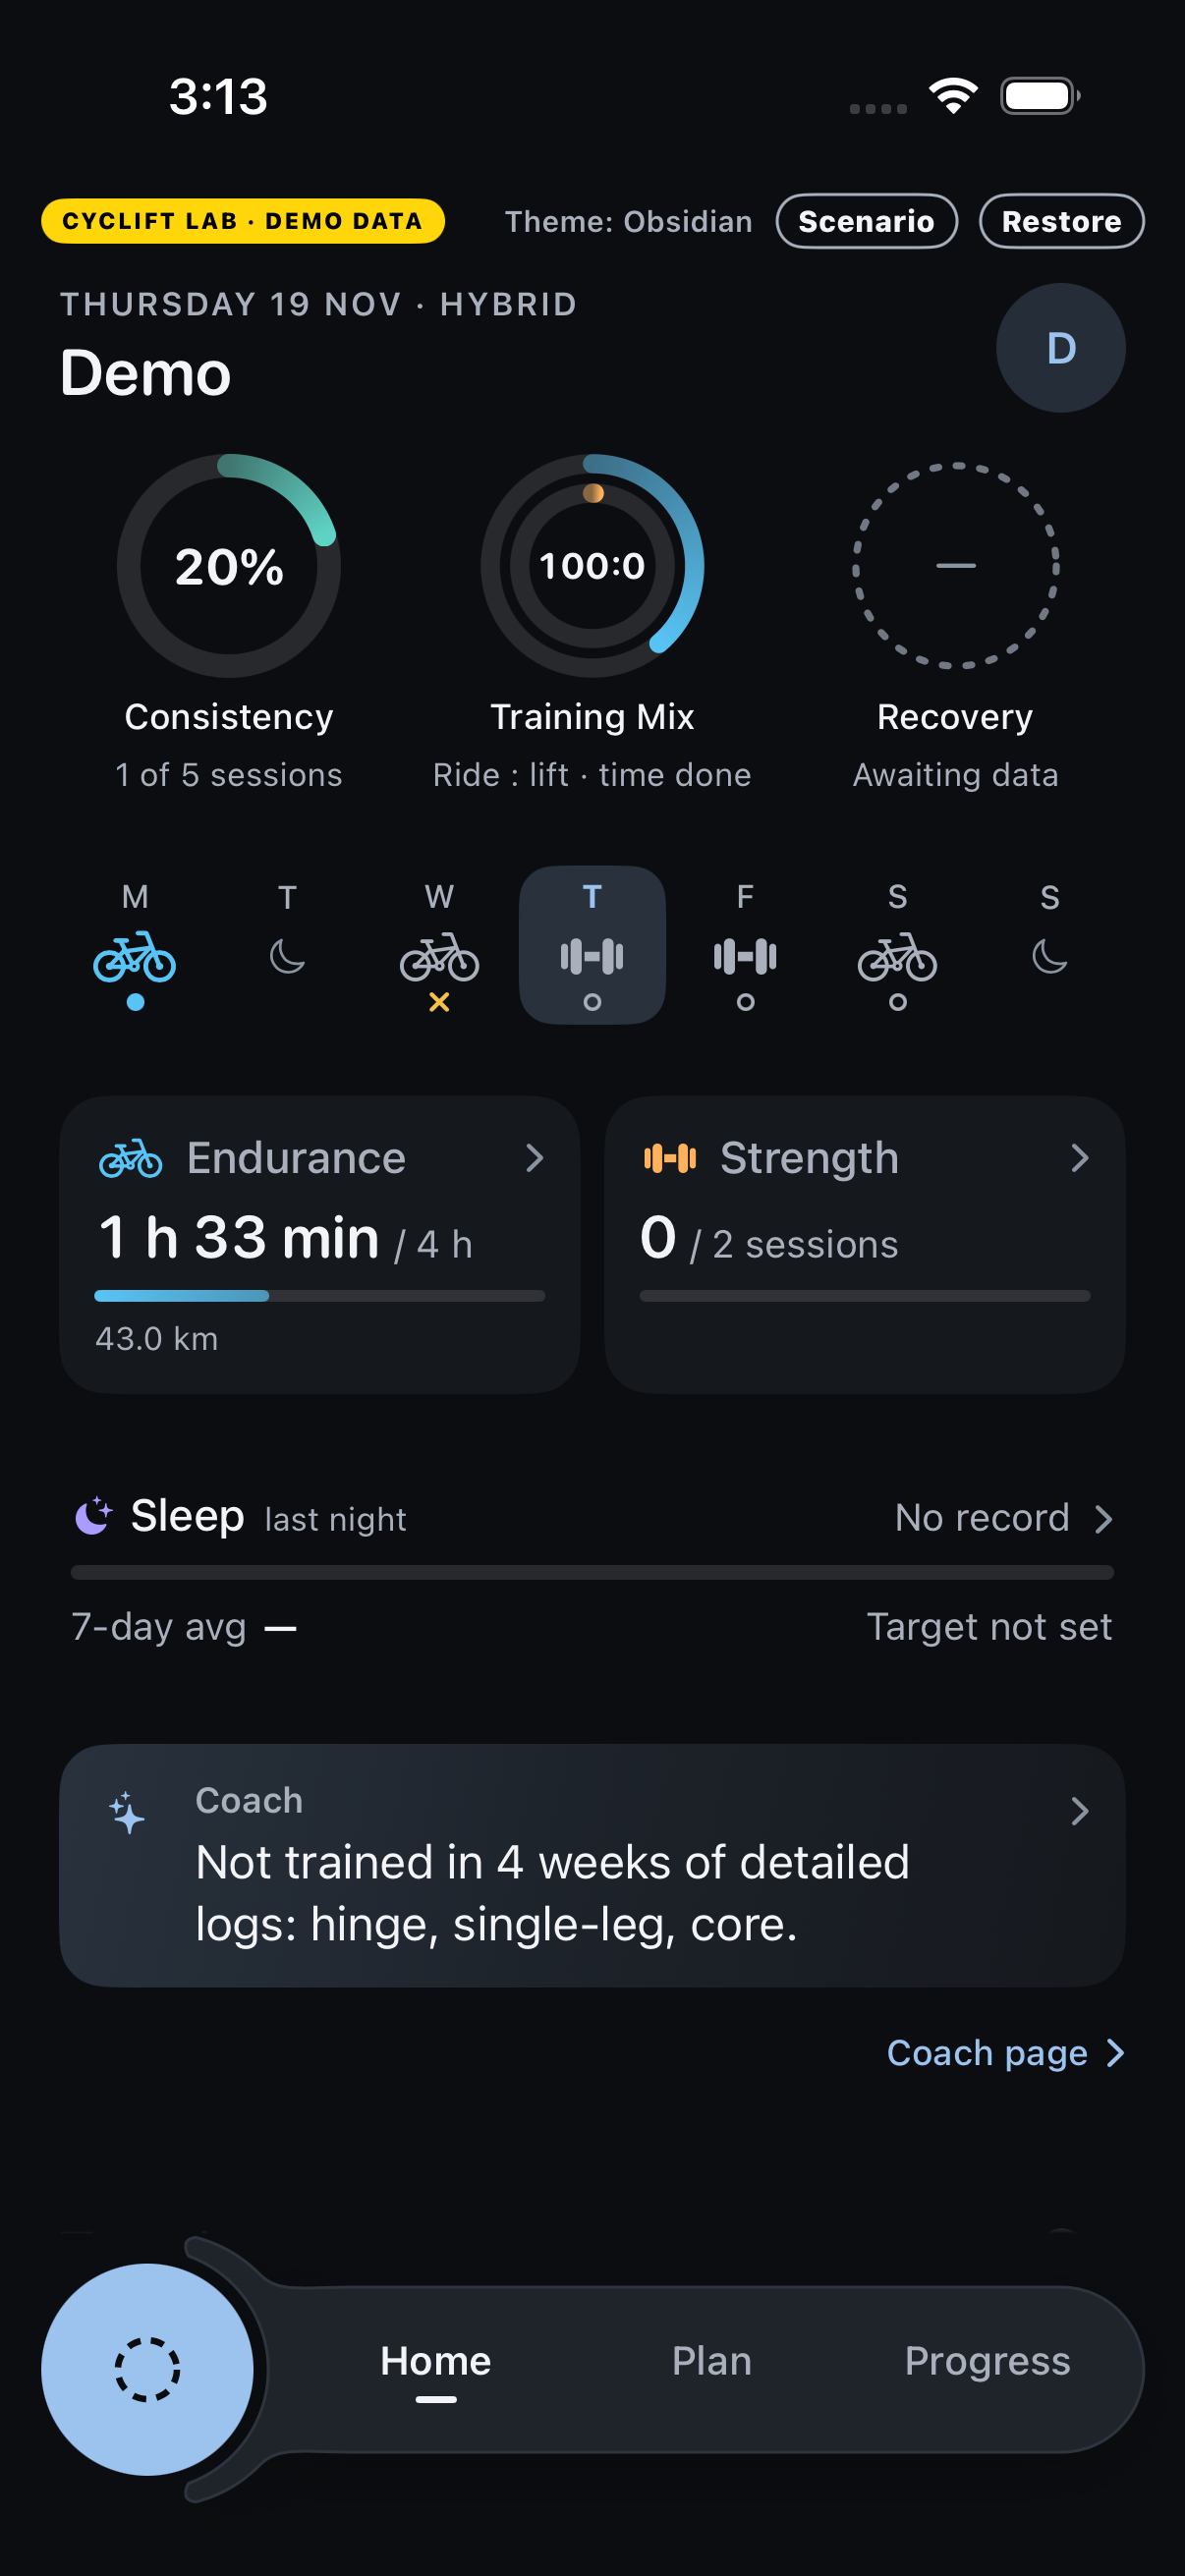 3:13
CYCLIFT LAB · DEMO DATA Theme: Obsidian Scenario Restore
THURSDAY 19 NOV · HYBRID
Demo
D
20%
100:0
—
Consistency
Training Mix
Recovery
1 of 5 sessions
Ride : lift · time done
Awaiting data
M T W T F S S
Endurance
1 h 33 min / 4 h
43.0 km
Strength
0 / 2 sessions
Sleep last night No record
7-day avg — Target not set
Coach
Not trained in 4 weeks of detailed
logs: hinge, single-leg, core.
Coach page
Home Plan Progress